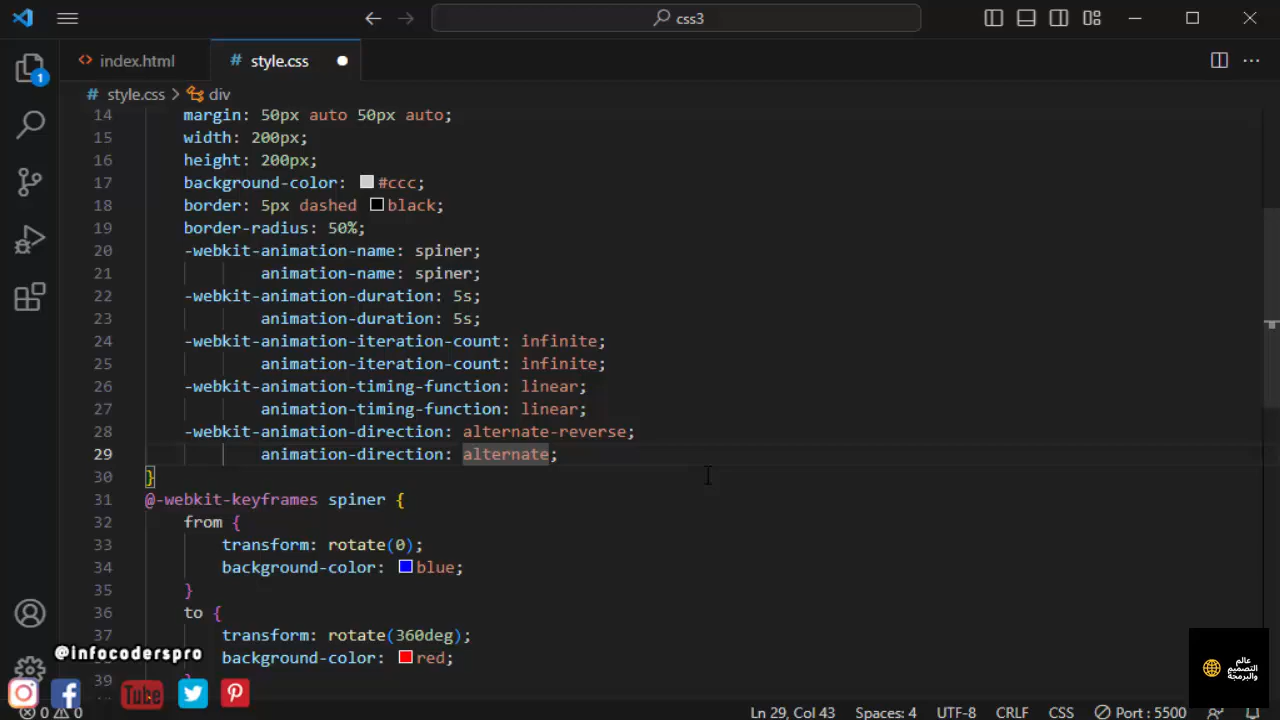 css3
index.html
# style.css
# style.css > div
14 margin: 50px auto 50px auto;
15 width: 200px;
16 height: 200px;
17 background-color: #ccc;
18 border: 5px dashed black;
19 border-radius: 50%;
20 -webkit-animation-name: spiner;
21 animation-name: spiner;
22 -webkit-animation-duration: 5s;
23 animation-duration: 5s;
24 -webkit-animation-iteration-count: infinite;
25 animation-iteration-count: infinite;
26 -webkit-animation-timing-function: linear;
27 animation-timing-function: linear;
28 -webkit-animation-direction: alternate-reverse;
29 animation-direction: alternate;
30 }
31 @-webkit-keyframes spiner {
32 from {
33 transform: rotate(0);
34 background-color: blue;
35 }
36 to {
37 transform: rotate(360deg);
background-color: red;
39 }
1
@infocoderspro
Tube
عالم
التصميم
والبرمجة
0 0
Ln 29, Col 43 Spaces: 4 UTF-8 CRLF CSS Port : 5500